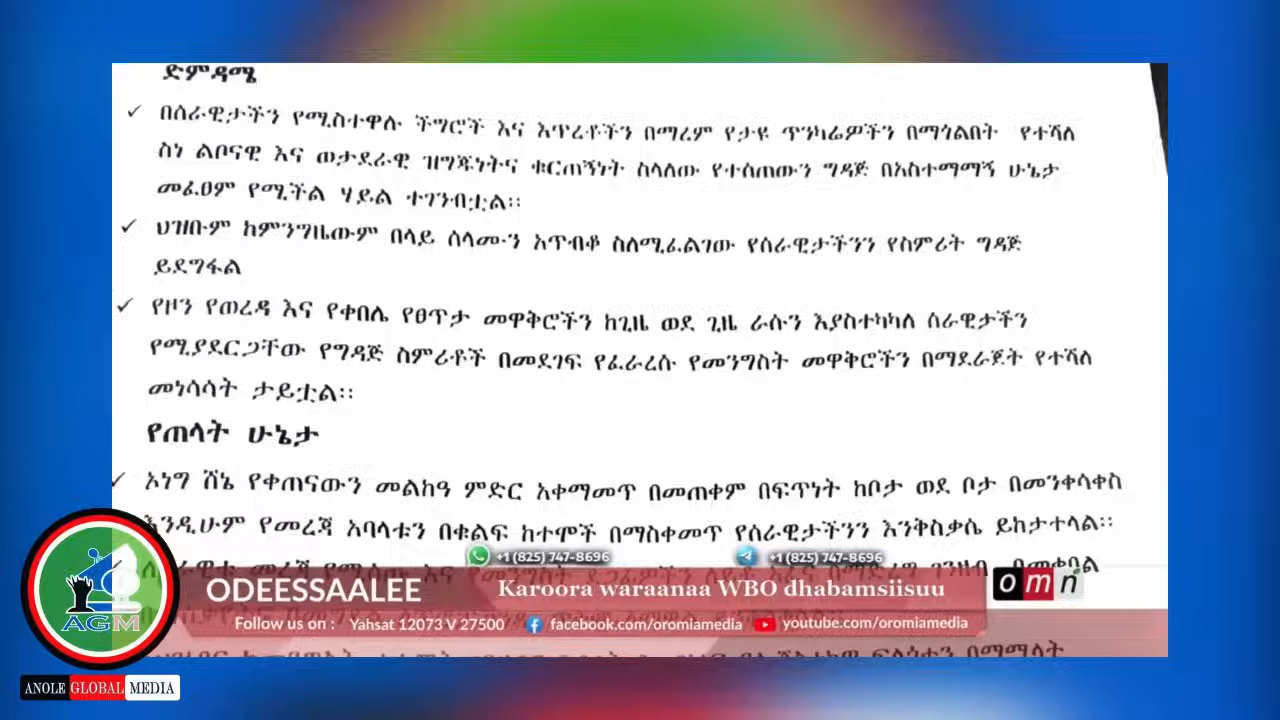 ድምዳሜ
✓ በሰራዊታችን የሚስተዋሉ ችግሮች እና እጥረቶችን በማረም የታዩ ጥንካሬዎችን በማጎልበት የተሻለ
ስነ ልቦናዊ እና ወታደራዊ ዝግጁነትና ቁርጠኝነት ስላለው የተሰጠውን ግዳጅ በአስተማማኝ ሁኔታ
መፈፀም የሚችል ሃይል ተገንብቷል፡፡
✓ ህዝቡም ከምንግዜውም በላይ ሰላሙን አጥብቆ ስለሚፈልገው የሰራዊታችንን የስምሪት ግዳጅ
ይደግፋል
✓ የዞን የወረዳ እና የቀበሌ የፀጥታ መዋቅሮችን ከጊዜ ወደ ጊዜ ራሱን እያስተካከለ ሰራዊታችን
የሚያደርጋቸው የግዳጅ ስምሪቶች በመደገፍ የፈራረሱ የመንግስት መዋቅሮችን በማደራጀት የተሻለ
መነሳሳት ታይቷል፡፡
የጠላት ሁኔታ
✓ ኦነግ ሸኔ የቀጠናውን መልከዓ ምድር አቀማመጥ በመጠቀም በፍጥነት ከቦታ ወደ ቦታ በመንቀሳቀስ
እንዲሁም የመረጃ አባላቱን በቁልፍ ከተሞች በማስቀመጥ የሰራዊታችንን እንቅስቃሴ ይከታተላል፡፡
+1 (825) 747-8696
+1 (825) 747-8696
ODEESSAALEE
Karoora waraanaa WBO dhabamsiisuu
omn
Follow us on : Yahsat 12073 V 27500 facebook.com/oromiamedia youtube.com/oromiamedia
AGM
ANOLE GLOBAL MEDIA